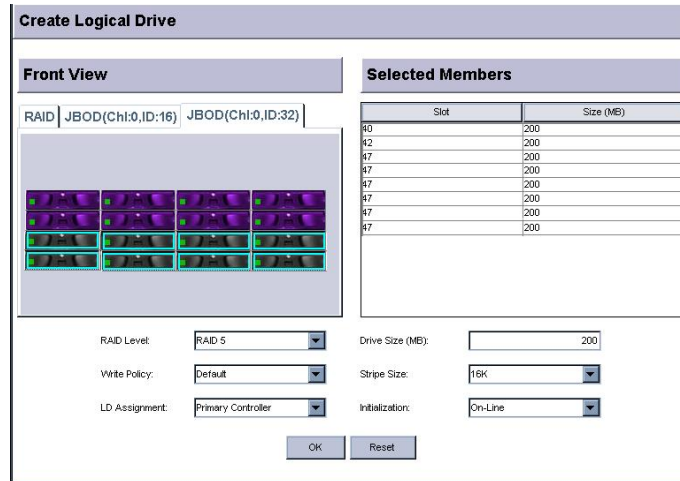 Create Logical Drive
Front View
RAID JBOD(Chl:0,ID:16) JBOD(Chl:0,ID:32)
Selected Members
Slot Size (MB)
40 200
42 200
47 200
47 200
47 200
47 200
47 200
47 200
RAID Level: RAID 5 Drive Size (MB): 200
Write Policy: Default Stripe Size: 16K
LD Assignment: Primary Controller Initialization: On-Line
OK Reset